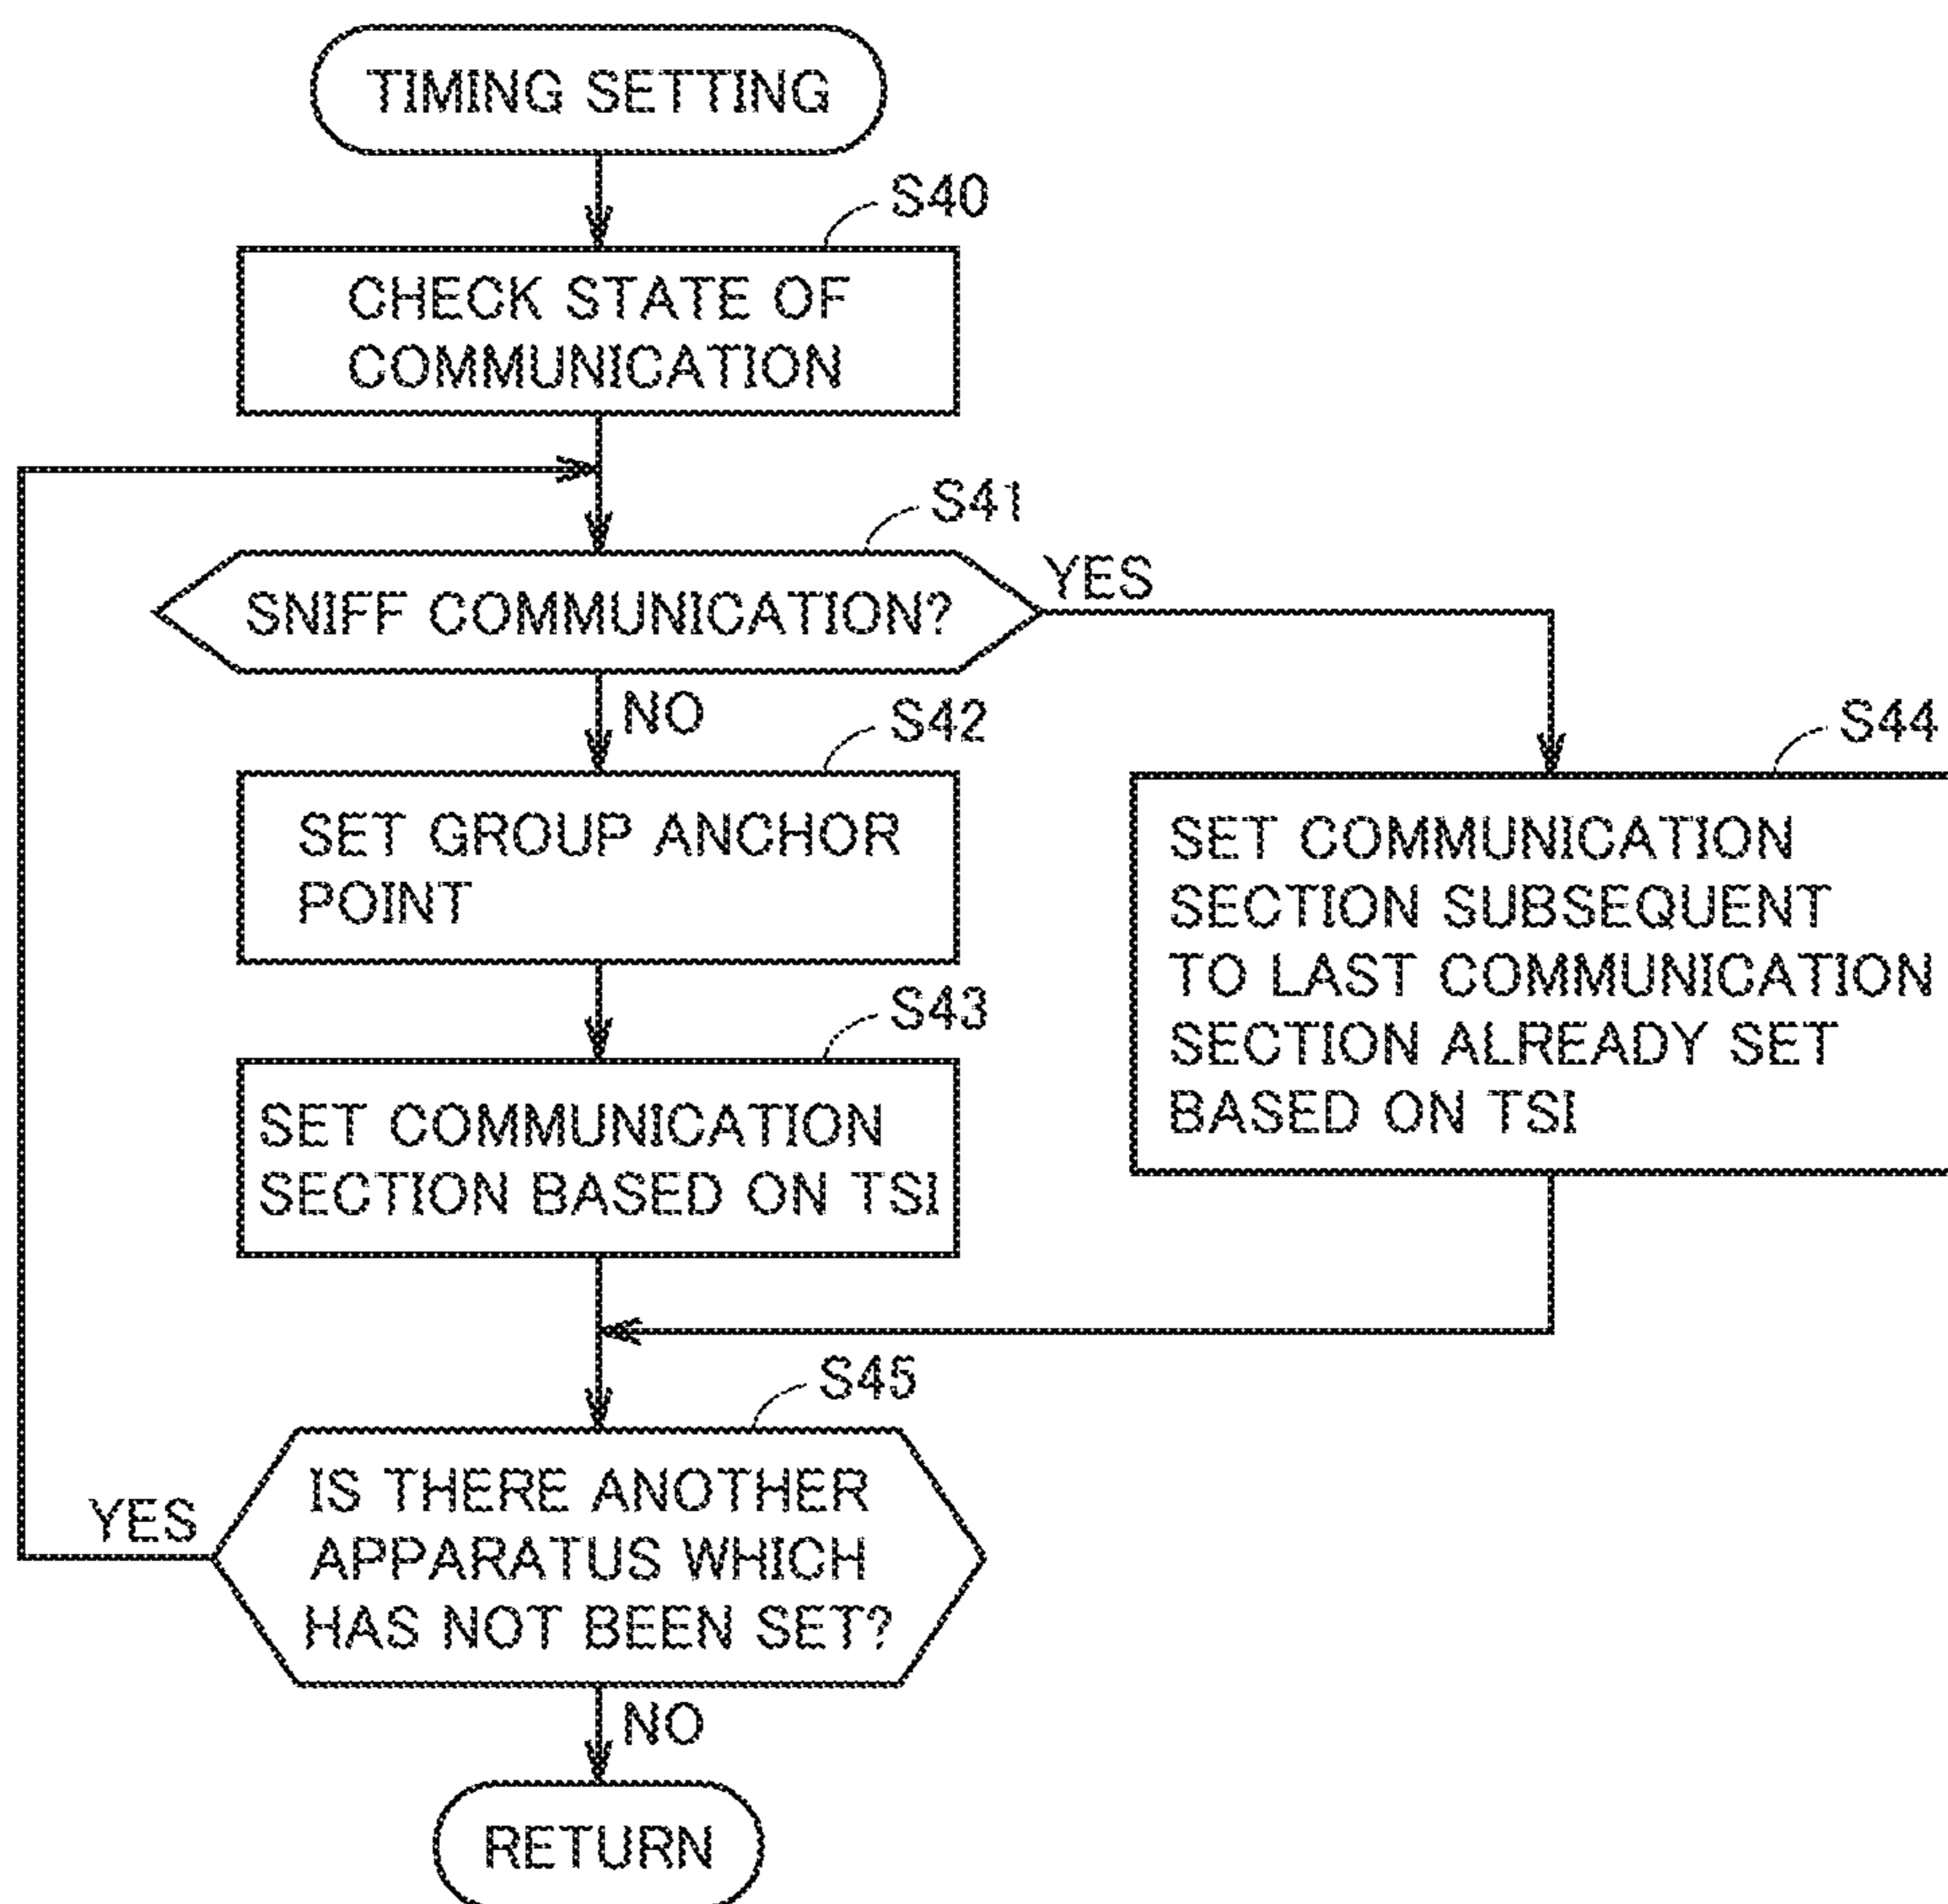 TIMING SETTING
S40
CHECK STATE OF
COMMUNICATION
S41
SNIFF COMMUNICATION?
YES
NO
S42
SET GROUP ANCHOR
POINT
S44
SET COMMUNICATION
SECTION SUBSEQUENT
TO LAST COMMUNICATION
SECTION ALREADY SET
BASED ON TSI
S43
SET COMMUNICATION
SECTION BASED ON TSI
S45
IS THERE ANOTHER
APPARATUS WHICH
HAS NOT BEEN SET?
YES
NO
RETURN